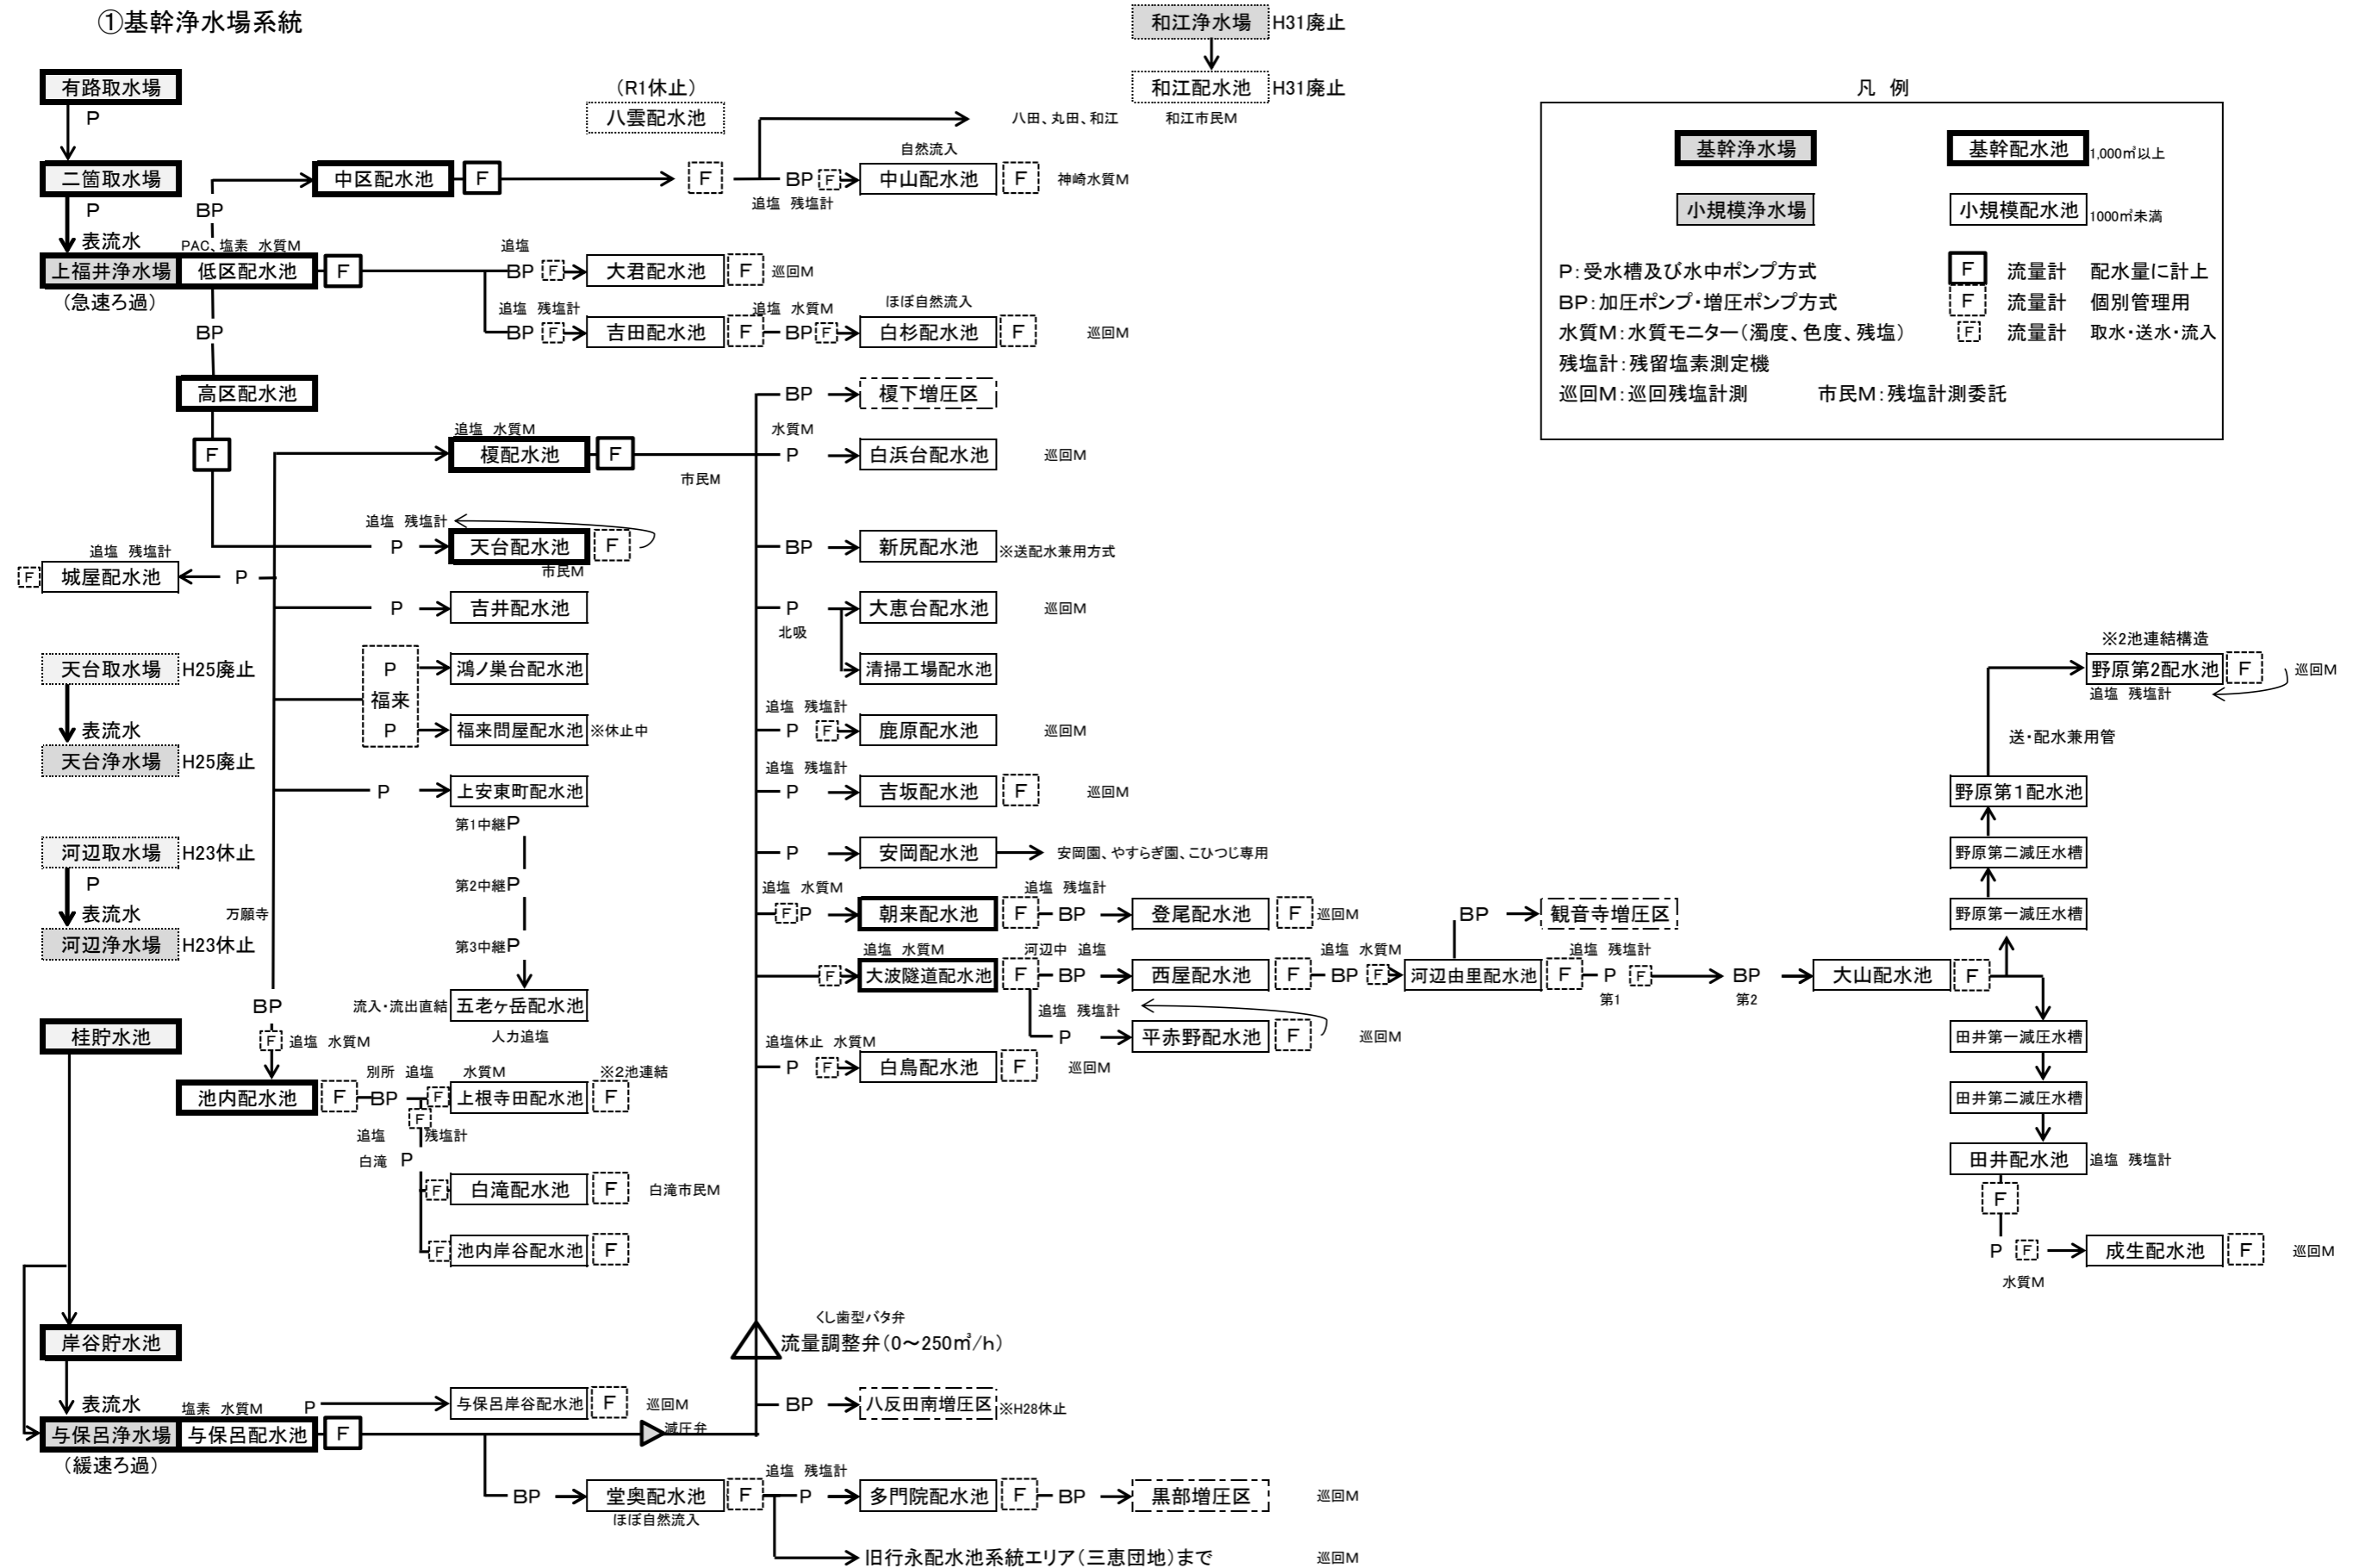 ①基幹浄水場系統
和江浄水場 H31廃止
和江配水池 H31廃止
有路取水場
P
(R1休止)
八雲配水池
八田、丸田、和江 和江市民M
二箇取水場
P
表流水
BP
中区配水池 F
F
BP F
追塩 残塩計
自然流入
中山配水池 F 神崎水質M
PAC、塩素 水質M
上福井浄水場 低区配水池 F
(急速ろ過)
追塩
BP F 大君配水池 F 巡回M
追塩 残塩計
BP F 吉田配水池 F
追塩 水質M
BP F
ほぼ自然流入
白杉配水池 F 巡回M
BP
高区配水池
F
凡 例
基幹浄水場 基幹配水池 1,000㎥以上
小規模浄水場 小規模配水池 1000㎥未満
P:受水槽及び水中ポンプ方式
BP:加圧ポンプ・増圧ポンプ方式
水質M:水質モニター(濁度、色度、残塩)
残塩計:残留塩素測定機
巡回M:巡回残塩計測 市民M:残塩計測委託
F 流量計 配水量に計上
F 流量計 個別管理用
F 流量計 取水・送水・流入
追塩 水質M
榎配水池 F
市民M
追塩 残塩計
P 天台配水池 F
市民M
追塩 残塩計
F 城屋配水池 P
P 吉井配水池
P 鴻ノ巣台配水池
福来
P 福来問屋配水池 ※休止中
天台取水場 H25廃止
表流水
天台浄水場 H25廃止
P 上安東町配水池
第1中継P
第2中継P
第3中継P
流入・流出直結 五老ヶ岳配水池
人力追塩
河辺取水場 H23休止
P
表流水
河辺浄水場 H23休止
万願寺
BP
F 追塩 水質M
池内配水池 F
別所 追塩
BP
水質M ※2池連結
F 上根寺田配水池 F
F
追塩 残塩計
白滝 P
F 白滝配水池 F 白滝市民M
F 池内岸谷配水池 F
BP 榎下増圧区
水質M
P 白浜台配水池 巡回M
BP 新尻配水池 ※送配水兼用方式
P 大恵台配水池 巡回M
北吸
清掃工場配水池
追塩 残塩計
P F 鹿原配水池 巡回M
追塩 残塩計
P 吉坂配水池 F 巡回M
P 安岡配水池 安岡園、やすらぎ園、こひつじ専用
追塩 水質M
F P 朝来配水池 F
追塩 残塩計
BP 登尾配水池 F 巡回M
追塩 水質M
F 大波隧道配水池 F
河辺中 追塩
BP 西屋配水池 F
追塩 水質M
BP F 河辺由里配水池 F
BP 観音寺増圧区
追塩 残塩計
P F
第1
BP
第2
大山配水池 F
追塩 残塩計
P 平赤野配水池 F 巡回M
追塩休止 水質M
P F 白鳥配水池 F 巡回M
※2池連結構造
野原第2配水池 F 巡回M
追塩 残塩計
送・配水兼用管
野原第1配水池
野原第二減圧水槽
野原第一減圧水槽
田井第一減圧水槽
田井第二減圧水槽
田井配水池 追塩 残塩計
F
P F 成生配水池 F 巡回M
水質M
桂貯水池
岸谷貯水池
表流水
与保呂浄水場 与保呂配水池 F
(緩速ろ過)
塩素 水質M
P 与保呂岸谷配水池 F 巡回M
減圧弁
くし歯型バタ弁
流量調整弁(0~250㎥/h)
BP 八反田南増圧区 ※H28休止
BP 堂奥配水池 F
ほぼ自然流入
追塩 残塩計
P 多門院配水池 F BP 黒部増圧区 巡回M
旧行永配水池系統エリア(三恵団地)まで 巡回M